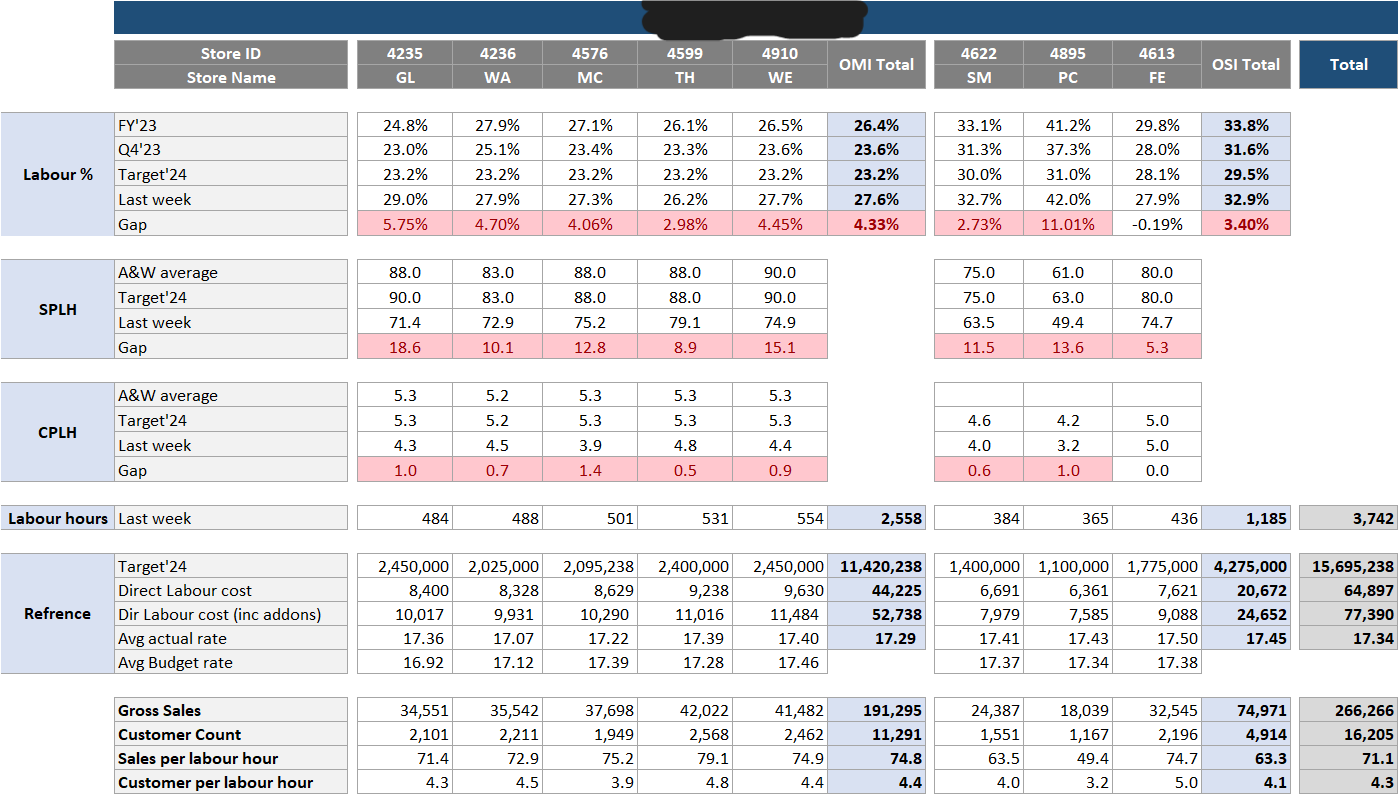 Store ID 4235 4236 4576 4599 4910 OMI Total 4622 4895 4613 OSI Total Total
Store Name GL WA MC TH WE SM PC FE
Labour %
FY'23 24.8% 27.9% 27.1% 26.1% 26.5% 26.4% 33.1% 41.2% 29.8% 33.8%
Q4'23 23.0% 25.1% 23.4% 23.3% 23.6% 23.6% 31.3% 37.3% 28.0% 31.6%
Target'24 23.2% 23.2% 23.2% 23.2% 23.2% 23.2% 30.0% 31.0% 28.1% 29.5%
Last week 29.0% 27.9% 27.3% 26.2% 27.7% 27.6% 32.7% 42.0% 27.9% 32.9%
Gap 5.75% 4.70% 4.06% 2.98% 4.45% 4.33% 2.73% 11.01% -0.19% 3.40%
SPLH
A&W average 88.0 83.0 88.0 88.0 90.0 75.0 61.0 80.0
Target'24 90.0 83.0 88.0 88.0 90.0 75.0 63.0 80.0
Last week 71.4 72.9 75.2 79.1 74.9 63.5 49.4 74.7
Gap 18.6 10.1 12.8 8.9 15.1 11.5 13.6 5.3
CPLH
A&W average 5.3 5.2 5.3 5.3 5.3
Target'24 5.3 5.2 5.3 5.3 5.3 4.6 4.2 5.0
Last week 4.3 4.5 3.9 4.8 4.4 4.0 3.2 5.0
Gap 1.0 0.7 1.4 0.5 0.9 0.6 1.0 0.0
Labour hours Last week 484 488 501 531 554 2,558 384 365 436 1,185 3,742
Refrence
Target'24 2,450,000 2,025,000 2,095,238 2,400,000 2,450,000 11,420,238 1,400,000 1,100,000 1,775,000 4,275,000 15,695,238
Direct Labour cost 8,400 8,328 8,629 9,238 9,630 44,225 6,691 6,361 7,621 20,672 64,897
Dir Labour cost (inc addons) 10,017 9,931 10,290 11,016 11,484 52,738 7,979 7,585 9,088 24,652 77,390
Avg actual rate 17.36 17.07 17.22 17.39 17.40 17.29 17.41 17.43 17.50 17.45 17.34
Avg Budget rate 16.92 17.12 17.39 17.28 17.46 17.37 17.34 17.38
Gross Sales 34,551 35,542 37,698 42,022 41,482 191,295 24,387 18,039 32,545 74,971 266,266
Customer Count 2,101 2,211 1,949 2,568 2,462 11,291 1,551 1,167 2,196 4,914 16,205
Sales per labour hour 71.4 72.9 75.2 79.1 74.9 74.8 63.5 49.4 74.7 63.3 71.1
Customer per labour hour 4.3 4.5 3.9 4.8 4.4 4.4 4.0 3.2 5.0 4.1 4.3